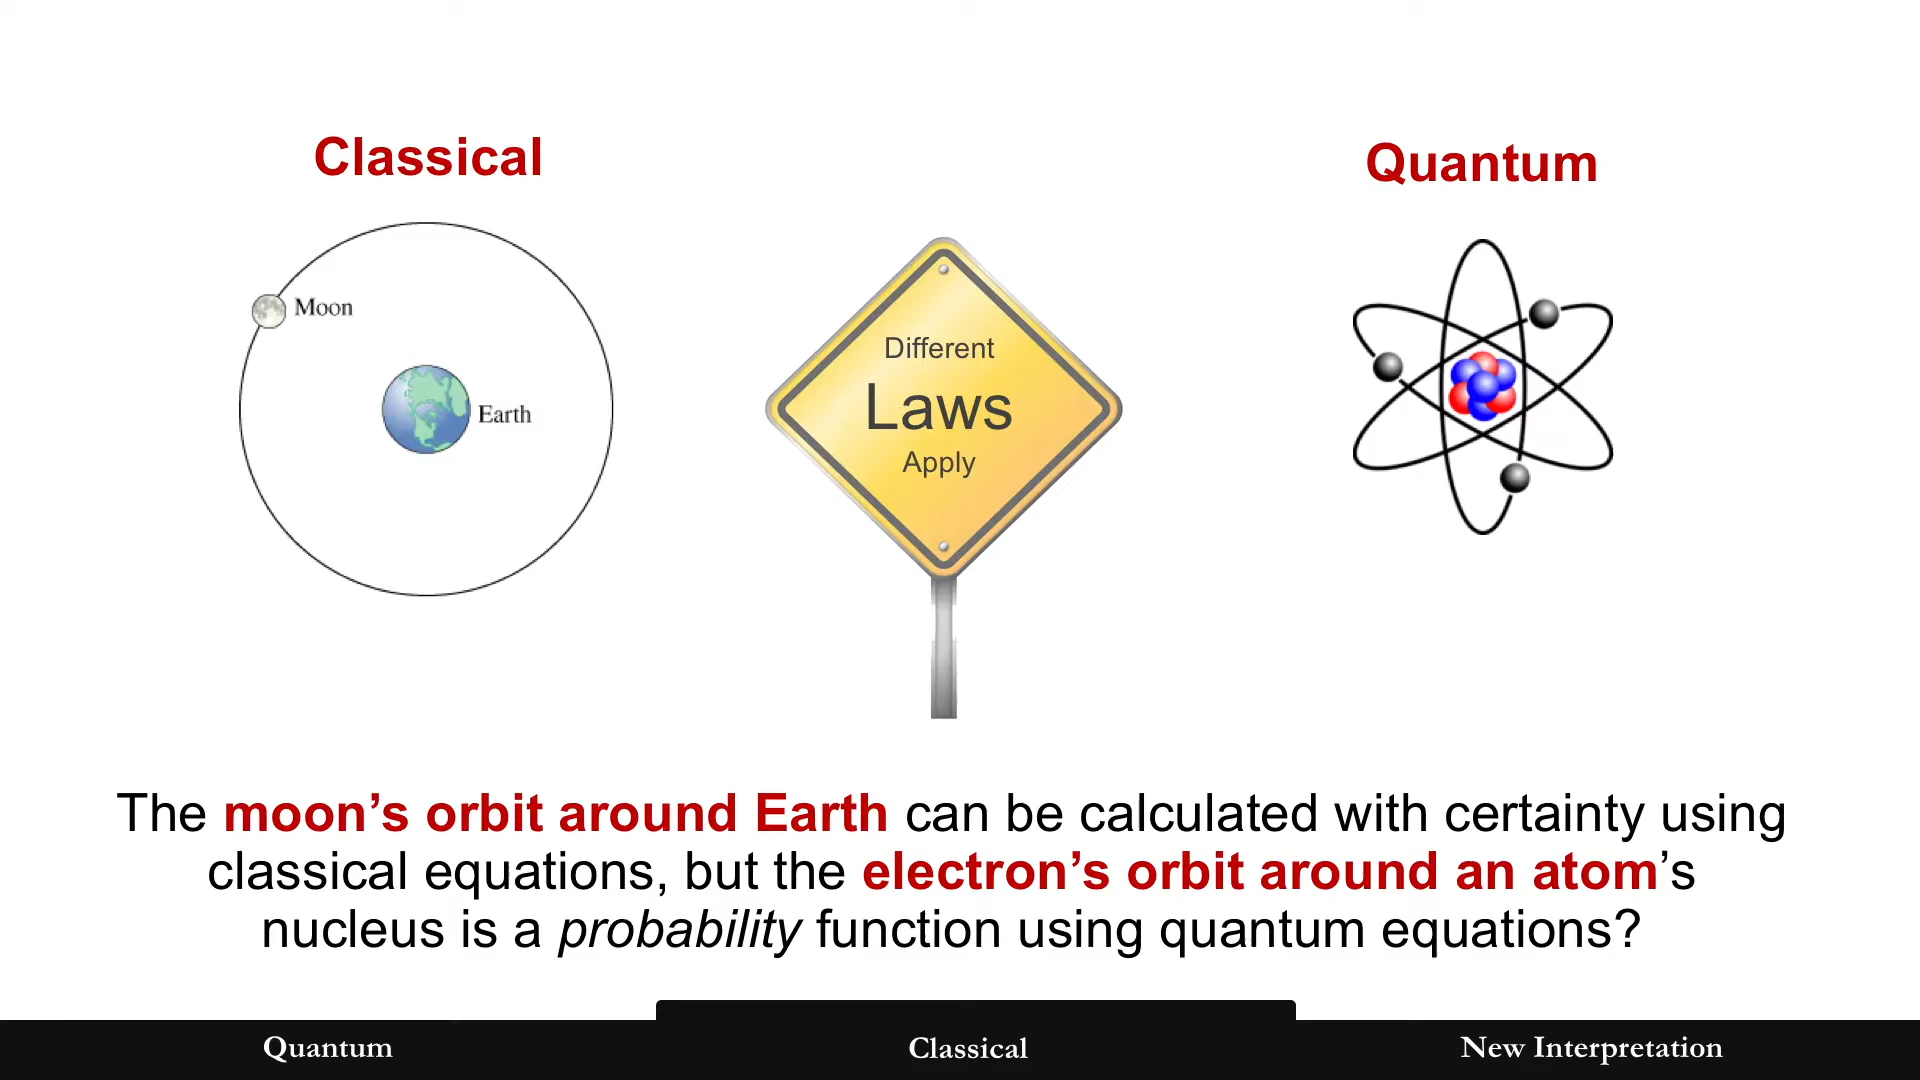 Classical
Quantum
Moon
Earth
Different
Laws
Apply
The moon’s orbit around Earth can be calculated with certainty using
classical equations, but the electron’s orbit around an atom’s
nucleus is a probability function using quantum equations?
Quantum
Classical
New Interpretation